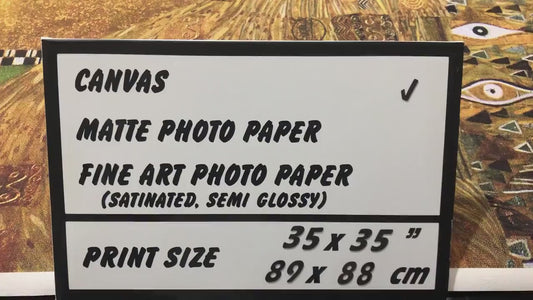 CANVAS ✓
MATTE PHOTO PAPER
FINE ART PHOTO PAPER
(SATINATED, SEMI GLOSSY)
PRINT SIZE 35 x 35 "
89 x 88 cm